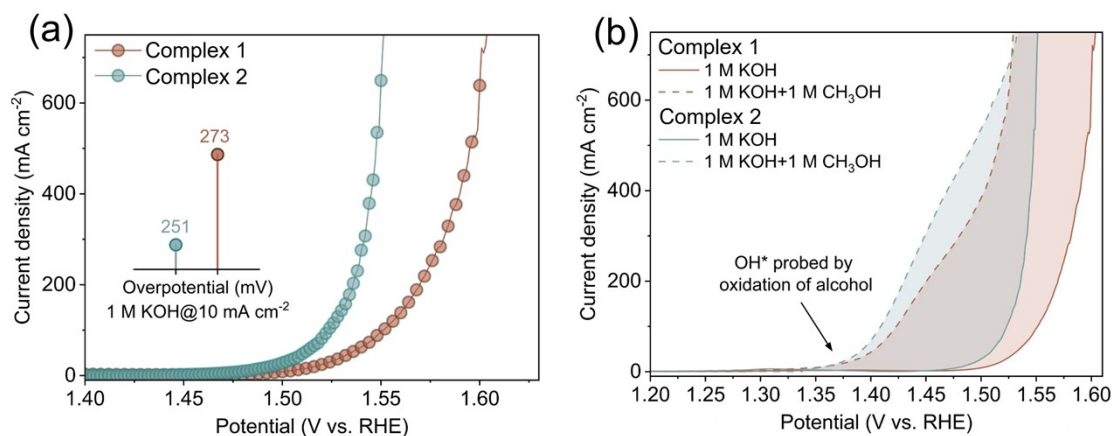 (a)
Complex 1
Complex 2
273
251
Overpotential (mV)
1 M KOH@10 mA cm⁻²
Current density (mA cm⁻²)
600
400
200
0
1.40
1.45
1.50
1.55
1.60
Potential (V vs. RHE)
(b)
Complex 1
1 M KOH
1 M KOH+1 M CH₃OH
Complex 2
1 M KOH
1 M KOH+1 M CH₃OH
OH* probed by
oxidation of alcohol
Current density (mA cm⁻²)
600
400
200
0
1.20
1.25
1.30
1.35
1.40
1.45
1.50
1.55
1.60
Potential (V vs. RHE)